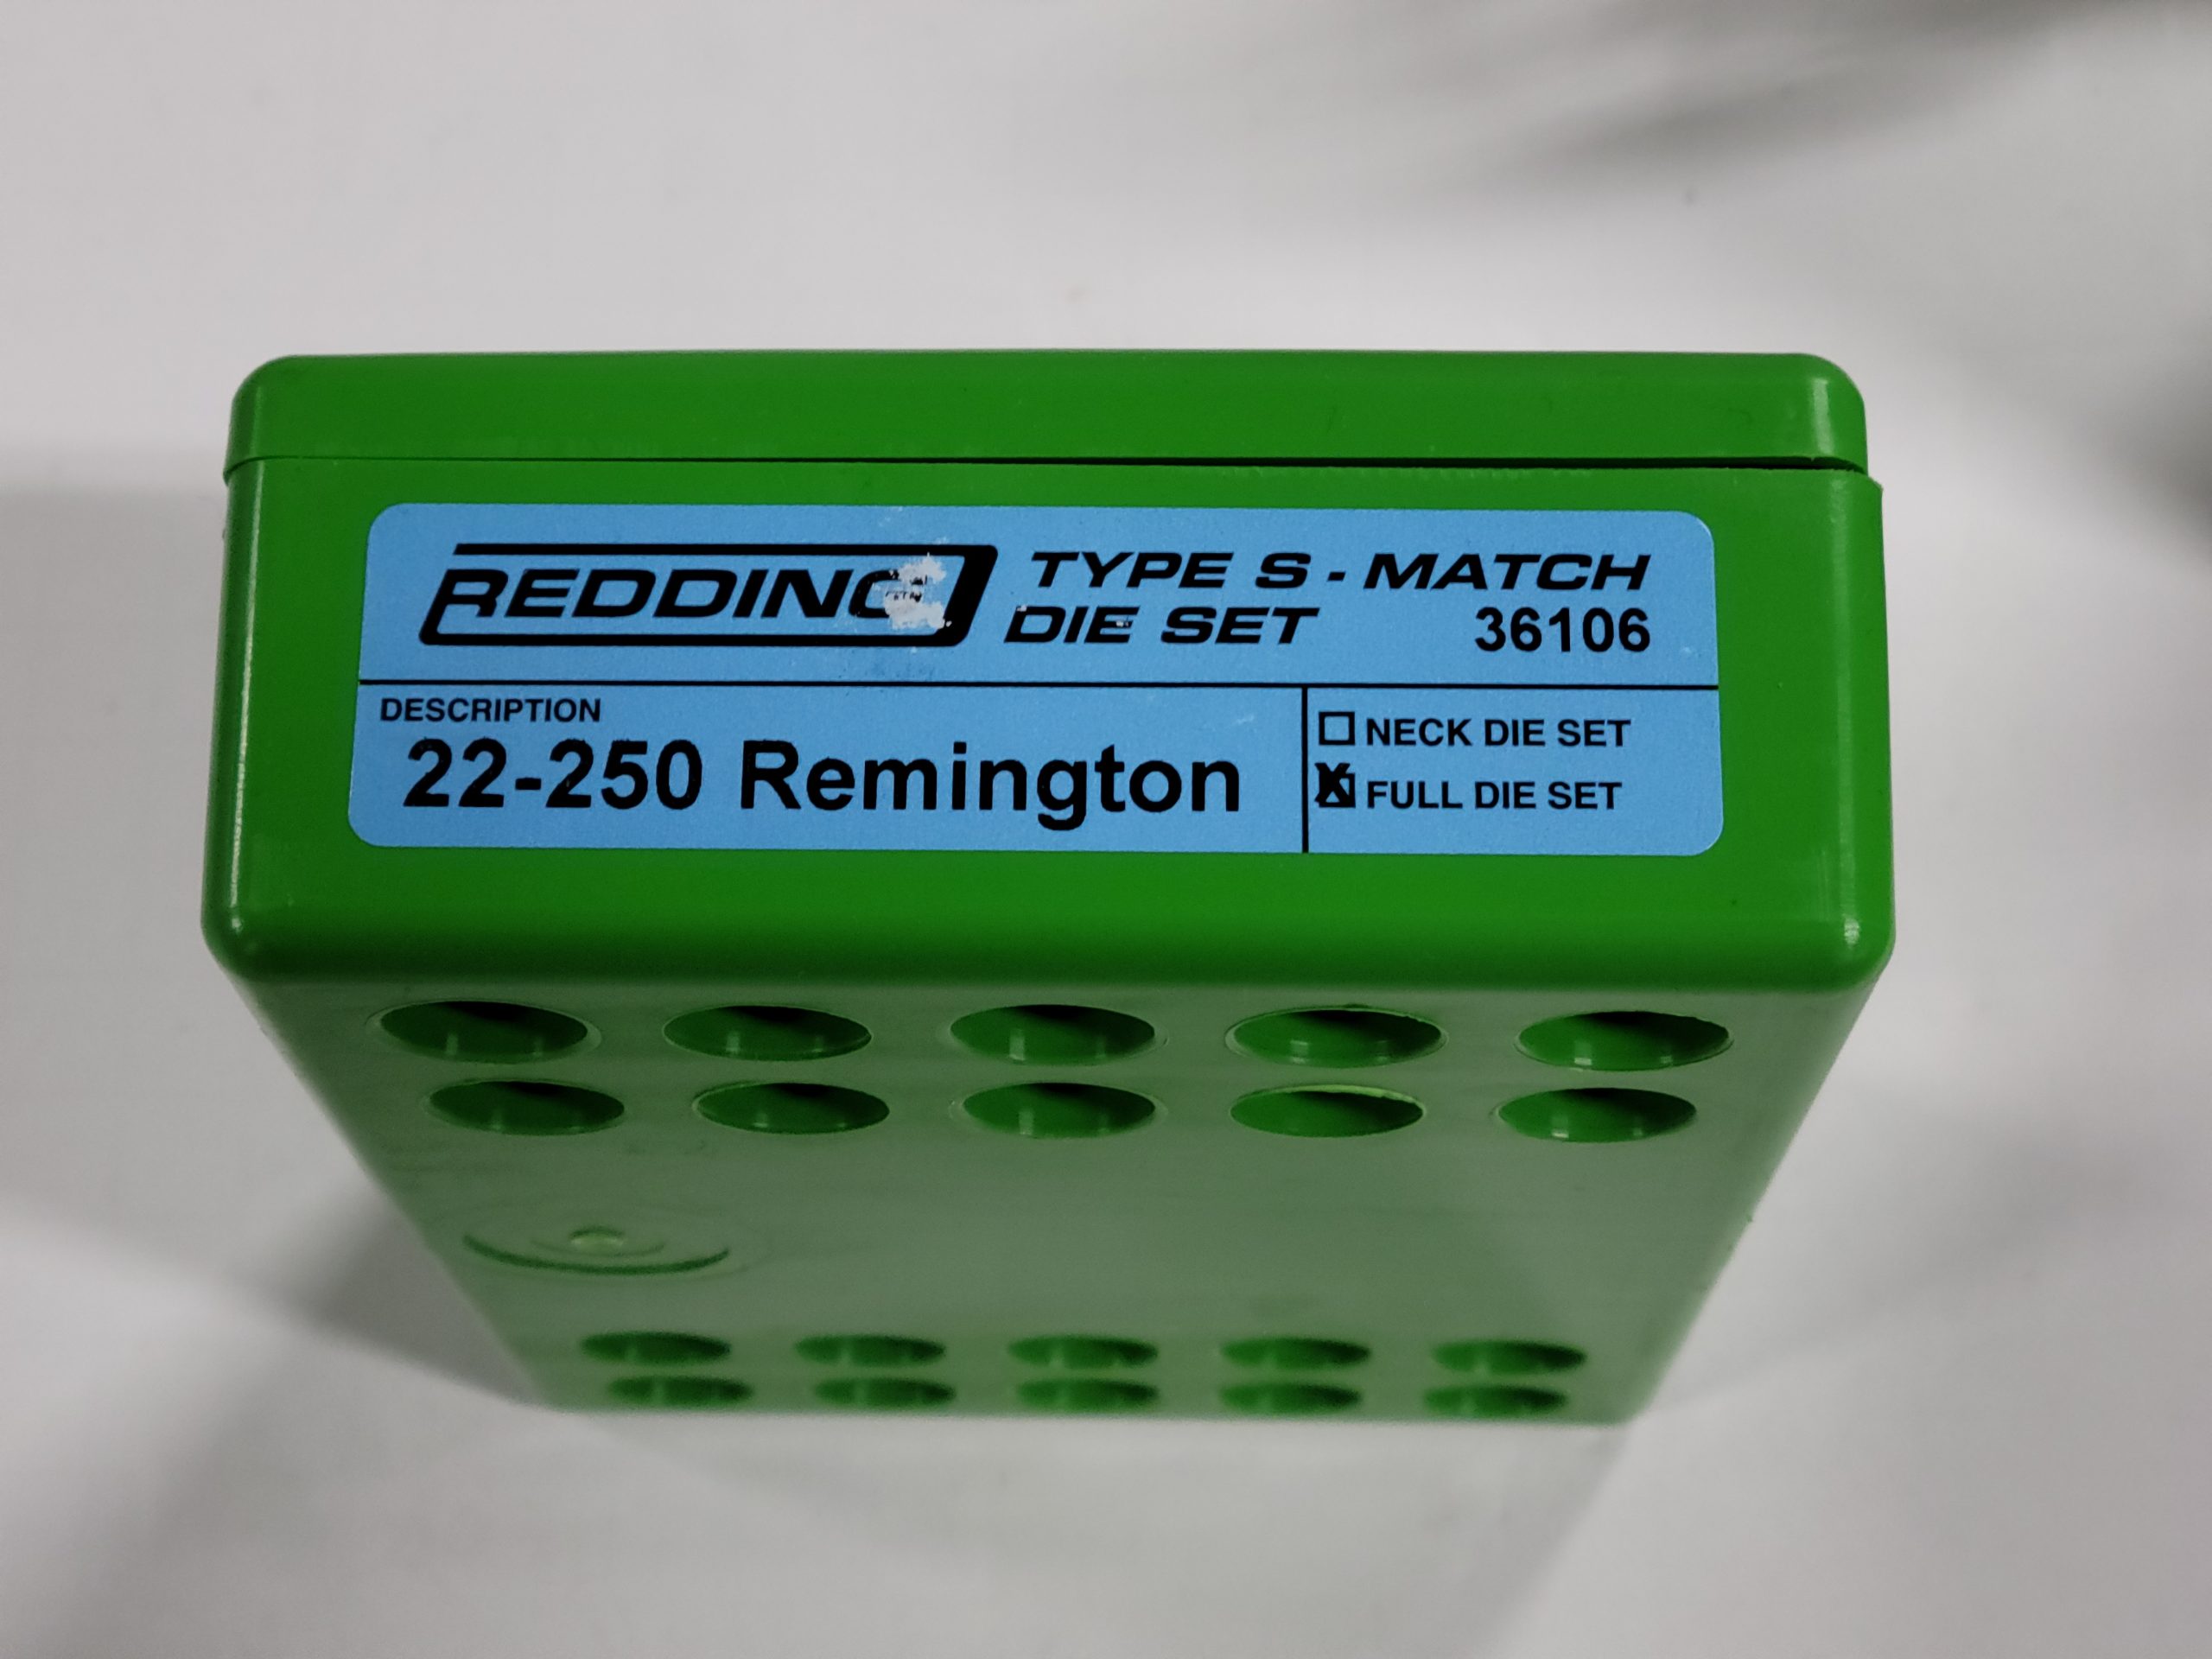 REDDING TYPE S - MATCH
DIE SET 36106
DESCRIPTION
22-250 Remington
NECK DIE SET
FULL DIE SET